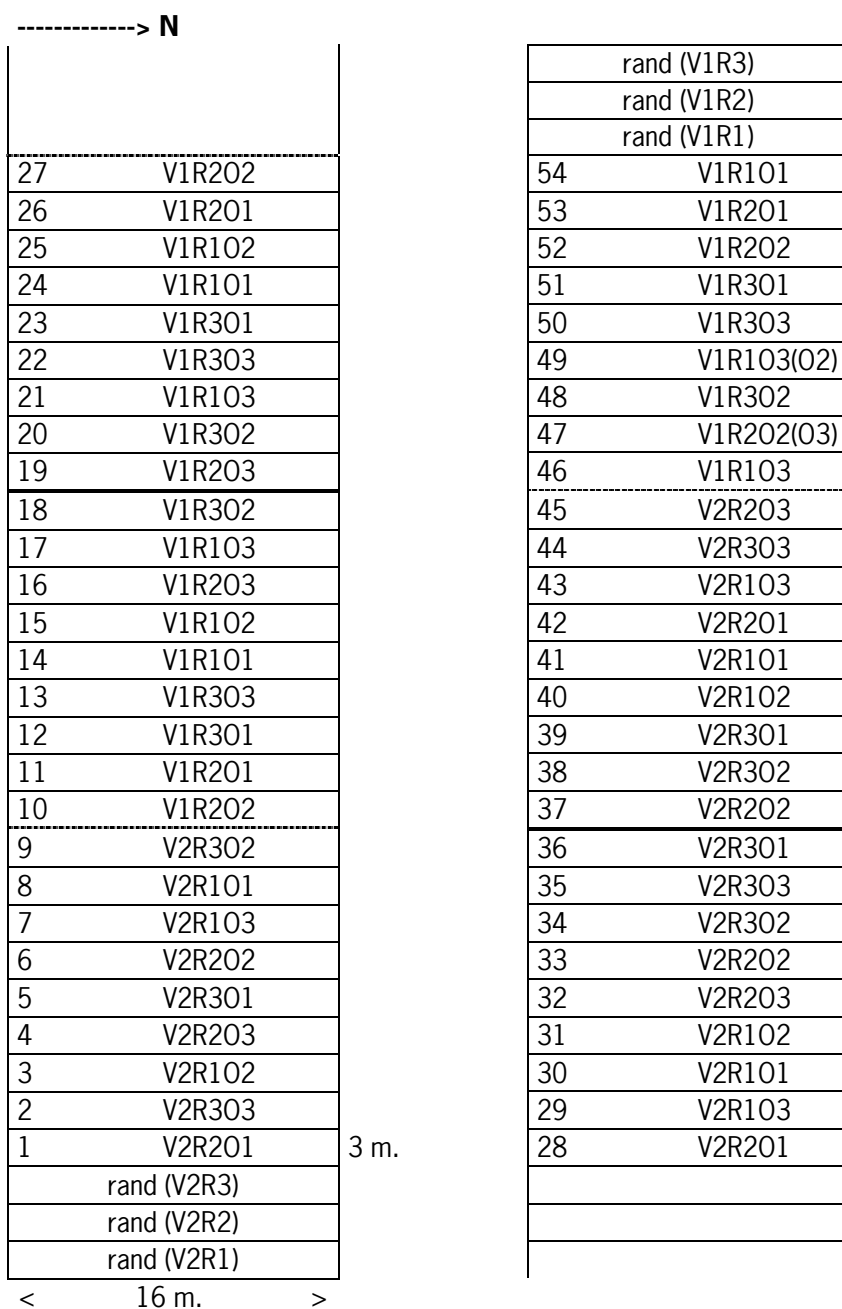 -------------> N
rand (V1R3)
rand (V1R2)
rand (V1R1)
27 V1R2O2 54 V1R1O1
26 V1R2O1 53 V1R2O1
25 V1R1O2 52 V1R2O2
24 V1R1O1 51 V1R3O1
23 V1R3O1 50 V1R3O3
22 V1R3O3 49 V1R1O3(O2)
21 V1R1O3 48 V1R3O2
20 V1R3O2 47 V1R2O2(O3)
19 V1R2O3 46 V1R1O3
18 V1R3O2 45 V2R2O3
17 V1R1O3 44 V2R3O3
16 V1R2O3 43 V2R1O3
15 V1R1O2 42 V2R2O1
14 V1R1O1 41 V2R1O1
13 V1R3O3 40 V2R1O2
12 V1R3O1 39 V2R3O1
11 V1R2O1 38 V2R3O2
10 V1R2O2 37 V2R2O2
9 V2R3O2 36 V2R3O1
8 V2R1O1 35 V2R3O3
7 V2R1O3 34 V2R3O2
6 V2R2O2 33 V2R2O2
5 V2R3O1 32 V2R2O3
4 V2R2O3 31 V2R1O2
3 V2R1O2 30 V2R1O1
2 V2R3O3 29 V2R1O3
1 V2R2O1 3 m. 28 V2R2O1
rand (V2R3)
rand (V2R2)
rand (V2R1)
< 16 m. >